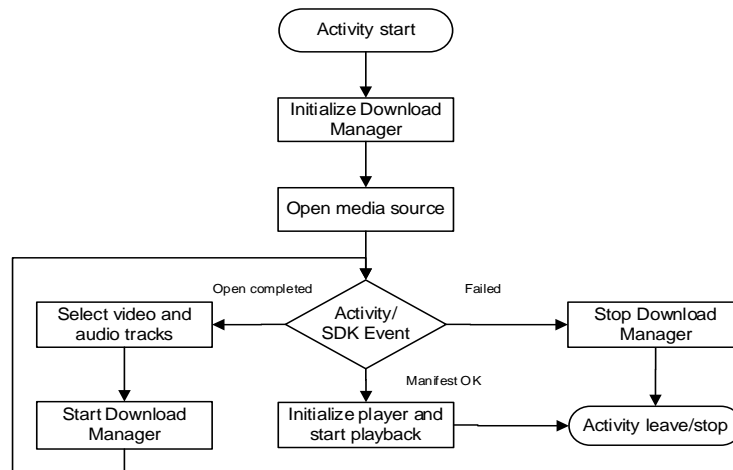 Activity start
Initialize Download
Manager
Open media source
Open completed
Failed
Select video and
audio tracks
Activity/
SDK Event
Stop Download
Manager
Manifest OK
Start Download
Manager
Initialize player and
start playback
Activity leave/stop